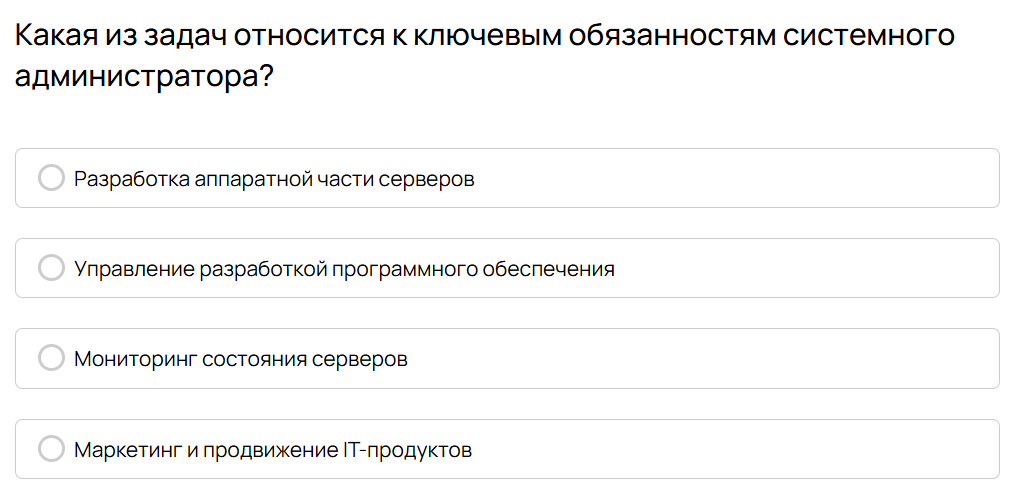 Какая из задач относится к ключевым обязанностям системного
администратора?
Разработка аппаратной части серверов
Управление разработкой программного обеспечения
Мониторинг состояния серверов
Маркетинг и продвижение IT-продуктов